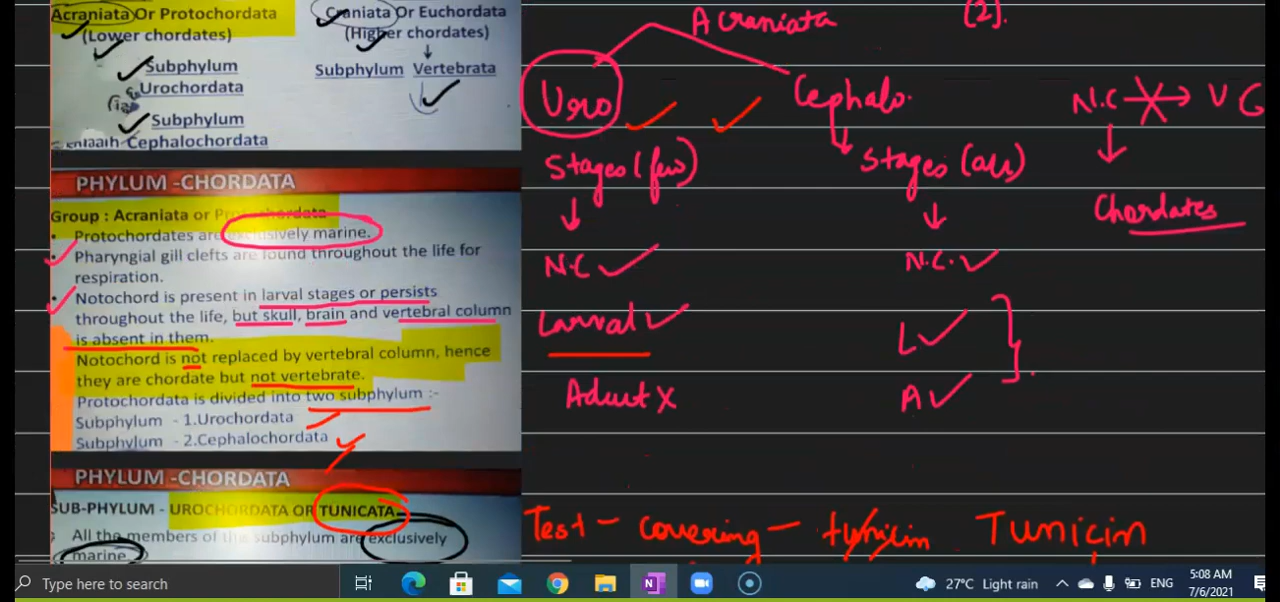 Acraniata Or Protochordata
(Lower chordates)
Craniata Or Euchordata
(Higher chordates)
Subphylum
Urochordata
Subphylum Vertebrata
Subphylum
Cephalochordata
PHYLUM -CHORDATA
Group : Acraniata or Protochordata
• Protochordates are exclusively marine.
• Pharyngial gill clefts are found throughout the life for
respiration.
• Notochord is present in larval stages or persists
throughout the life, but skull, brain and vertebral column
is absent in them.
Notochord is not replaced by vertebral column, hence
they are chordate but not vertebrate.
Protochordata is divided into two subphylum :-
Subphylum - 1.Urochordata
Subphylum - 2.Cephalochordata
PHYLUM -CHORDATA
SUB-PHYLUM - UROCHORDATA OR TUNICATA
All the members of the subphylum are exclusively
marine.
Acraniata
(2).
Uro
Cephalo.
N.C → V C
Stages (few)
Stages (all)
Chordates
N.C
N.C.
Larval
L
Adult X
A
Test - covering - tunicin Tunicin
Type here to search
27°C Light rain
ENG
5:08 AM
7/6/2021